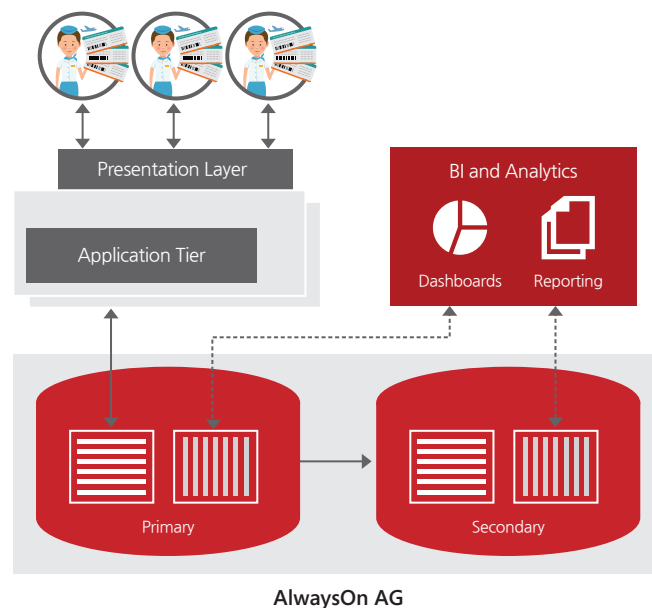 Presentation Layer
Application Tier
BI and Analytics
Dashboards
Reporting
Primary
Secondary
AlwaysOn AG